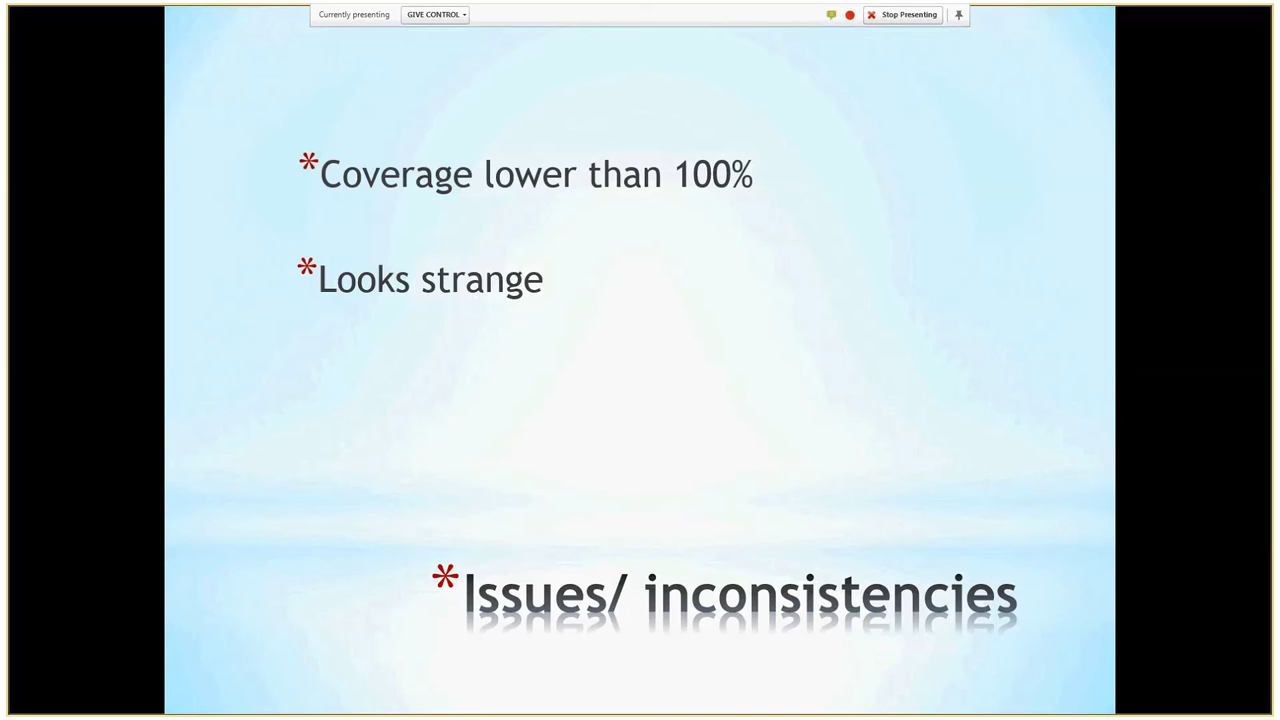 Currently presenting GIVE CONTROL Stop Presenting
*Coverage lower than 100%
*Looks strange
*Issues/ inconsistencies